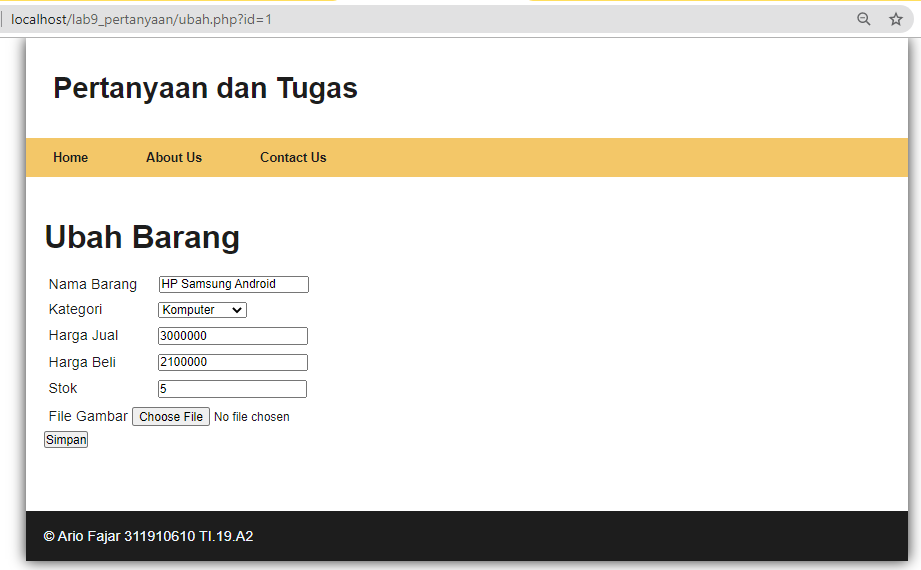 localhost/lab9_pertanyaan/ubah.php?id=1
Pertanyaan dan Tugas
Home About Us Contact Us
Ubah Barang
Nama Barang HP Samsung Android
Kategori Komputer
Harga Jual 3000000
Harga Beli 2100000
Stok 5
File Gambar Choose File No file chosen
Simpan
© Ario Fajar 311910610 TI.19.A2